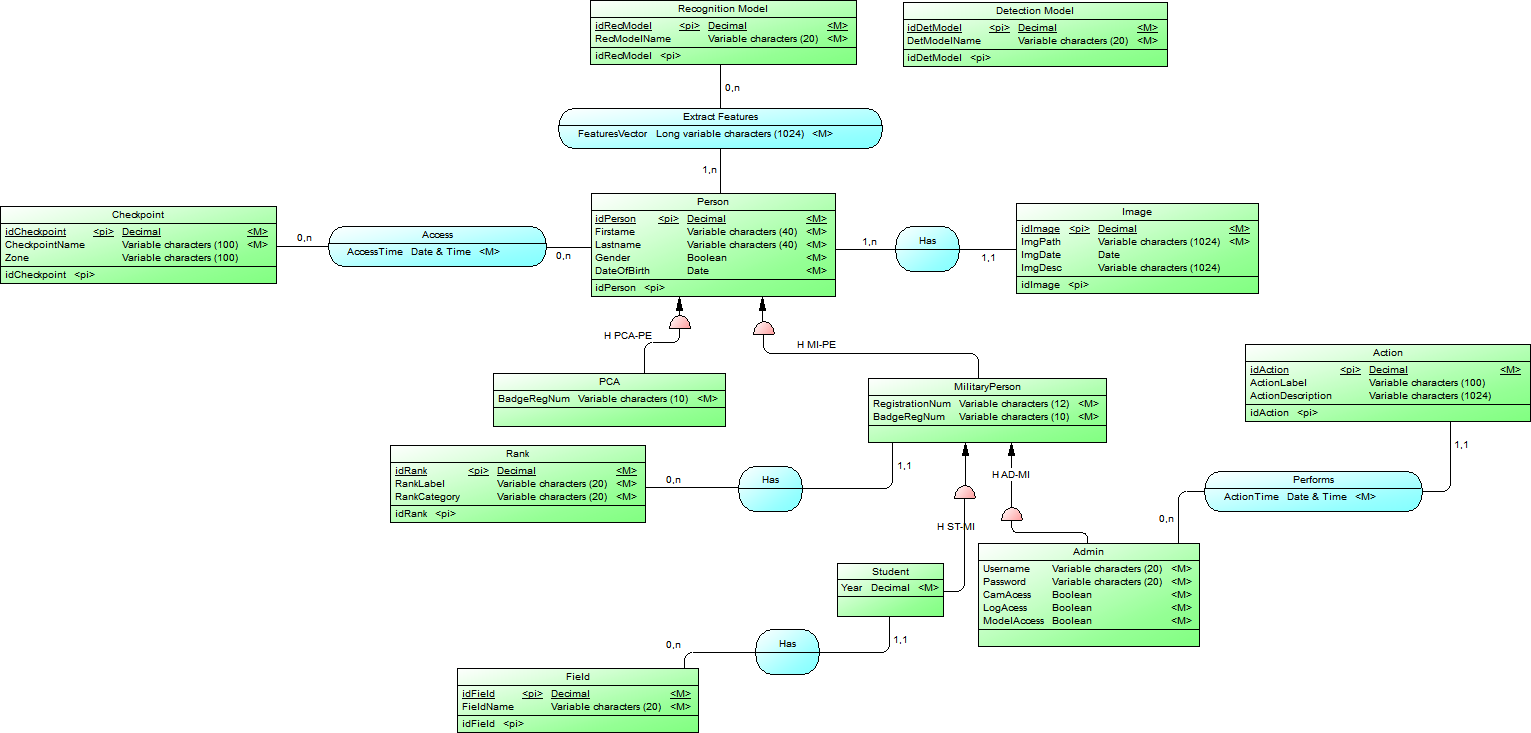 Recognition Model
idRecModel <pi> Decimal <M>
RecModelName Variable characters (20) <M>
idRecModel <pi>
Detection Model
idDetModel <pi> Decimal <M>
DetModelName Variable characters (20) <M>
idDetModel <pi>
0,n
Extract Features
FeaturesVector Long variable characters (1024) <M>
1,n
Checkpoint
idCheckpoint <pi> Decimal <M>
CheckpointName Variable characters (100) <M>
Zone Variable characters (100)
idCheckpoint <pi>
0,n
Access
AccessTime Date & Time <M>
0,n
Person
idPerson <pi> Decimal <M>
Firstame Variable characters (40) <M>
Lastname Variable characters (40) <M>
Gender Boolean <M>
DateOfBirth Date <M>
idPerson <pi>
1,n
Has
1,1
Image
idImage <pi> Decimal <M>
ImgPath Variable characters (1024) <M>
ImgDate Date
ImgDesc Variable characters (1024)
idImage <pi>
H PCA-PE
H MI-PE
PCA
BadgeRegNum Variable characters (10) <M>
MilitaryPerson
RegistrationNum Variable characters (12) <M>
BadgeRegNum Variable characters (10) <M>
Action
idAction <pi> Decimal <M>
ActionLabel Variable characters (100)
ActionDescription Variable characters (1024)
idAction <pi>
1,1
Rank
idRank <pi> Decimal <M>
RankLabel Variable characters (20) <M>
RankCategory Variable characters (20) <M>
idRank <pi>
0,n
Has
1,1
H AD-MI
H ST-MI
Performs
ActionTime Date & Time <M>
0,n
Admin
Username Variable characters (20) <M>
Password Variable characters (20) <M>
CamAcess Boolean <M>
LogAcess Boolean <M>
ModelAccess Boolean <M>
Student
Year Decimal <M>
1,1
Has
0,n
Field
idField <pi> Decimal <M>
FieldName Variable characters (20) <M>
idField <pi>